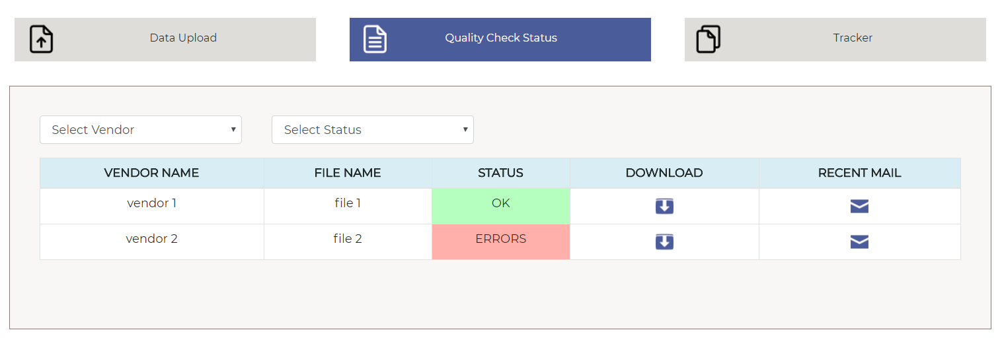 Data Upload Quality Check Status Tracker
Select Vendor Select Status
VENDOR NAME FILE NAME STATUS DOWNLOAD RECENT MAIL
vendor 1 file 1 OK
vendor 2 file 2 ERRORS